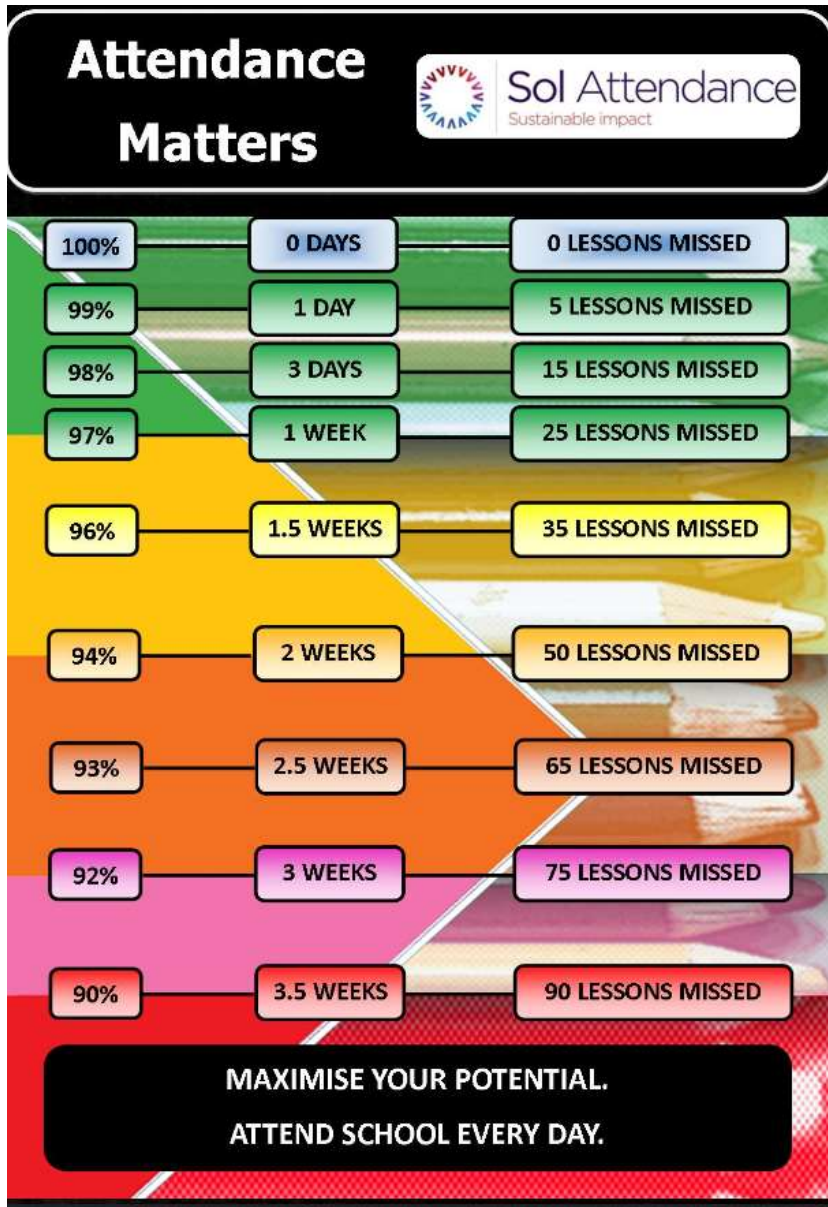 Attendance
Matters
Sol Attendance
Sustainable impact
100% 0 DAYS 0 LESSONS MISSED
99% 1 DAY 5 LESSONS MISSED
98% 3 DAYS 15 LESSONS MISSED
97% 1 WEEK 25 LESSONS MISSED
96% 1.5 WEEKS 35 LESSONS MISSED
94% 2 WEEKS 50 LESSONS MISSED
93% 2.5 WEEKS 65 LESSONS MISSED
92% 3 WEEKS 75 LESSONS MISSED
90% 3.5 WEEKS 90 LESSONS MISSED
MAXIMISE YOUR POTENTIAL.
ATTEND SCHOOL EVERY DAY.